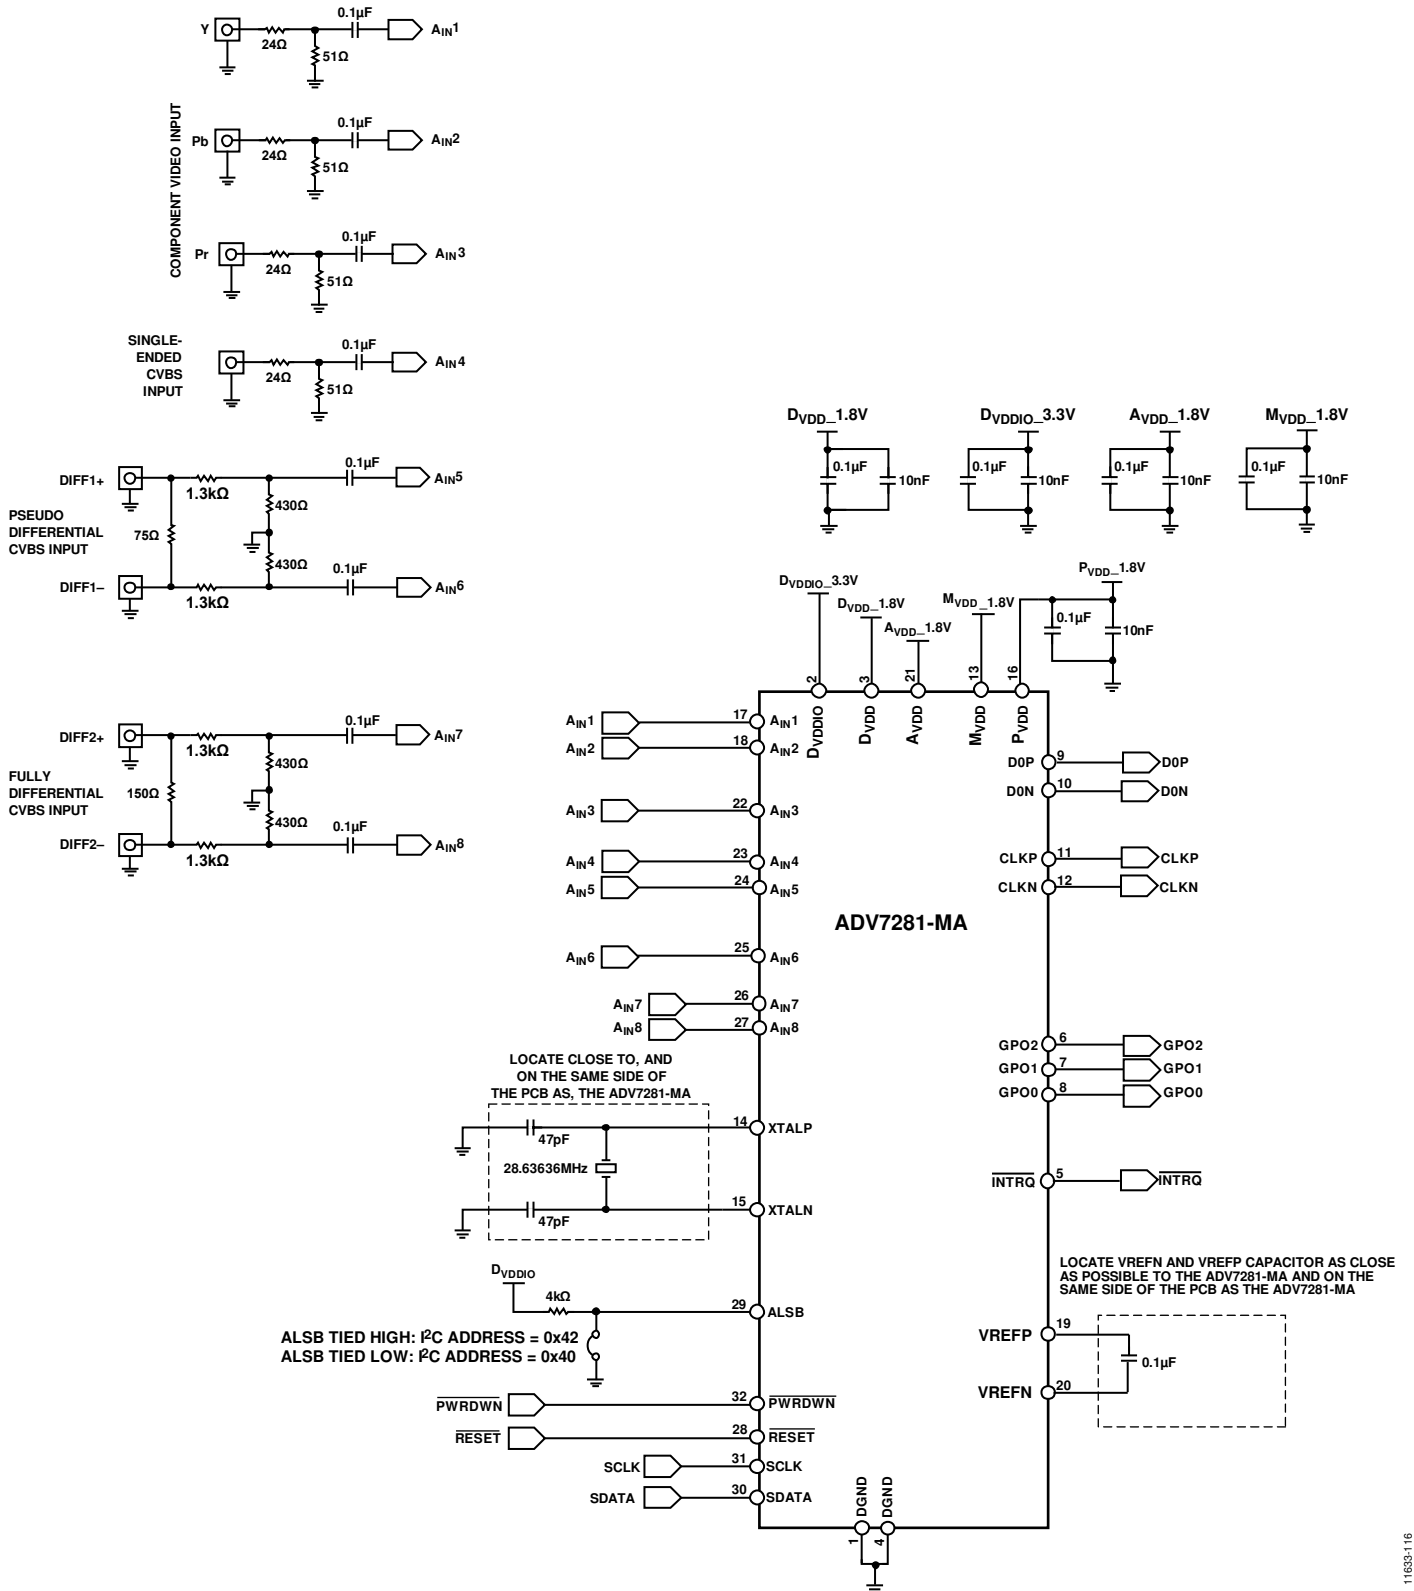 Y
0.1µF
AIN1
24Ω
51Ω
COMPONENT VIDEO INPUT
Pb
0.1µF
AIN2
24Ω
51Ω
Pr
0.1µF
AIN3
24Ω
51Ω
SINGLE-
ENDED
CVBS
INPUT
0.1µF
AIN4
24Ω
51Ω
DVDD_1.8V
0.1µF
10nF
DVDDIO_3.3V
0.1µF
10nF
AVDD_1.8V
0.1µF
10nF
MVDD_1.8V
0.1µF
10nF
PSEUDO
DIFFERENTIAL
CVBS INPUT
DIFF1+
0.1µF
AIN5
1.3kΩ
430Ω
75Ω
430Ω
DIFF1–
0.1µF
AIN6
1.3kΩ
FULLY
DIFFERENTIAL
CVBS INPUT
DIFF2+
0.1µF
AIN7
1.3kΩ
430Ω
150Ω
430Ω
DIFF2–
0.1µF
AIN8
1.3kΩ
DVDDIO_3.3V
DVDD_1.8V
AVDD_1.8V
MVDD_1.8V
PVDD_1.8V
0.1µF
10nF
2
3
21
13
16
DVDDIO
DVDD
AVDD
MVDD
PVDD
AIN1 17 AIN1
AIN2 18 AIN2
AIN3 22 AIN3
AIN4 23 AIN4
AIN5 24 AIN5
AIN6 25 AIN6
AIN7 26 AIN7
AIN8 27 AIN8
ADV7281-MA
D0P 9 D0P
D0N 10 D0N
CLKP 11 CLKP
CLKN 12 CLKN
GPO2 6 GPO2
GPO1 7 GPO1
GPO0 8 GPO0
INTRQ 5 INTRQ
LOCATE CLOSE TO, AND
ON THE SAME SIDE OF
THE PCB AS, THE ADV7281-MA
47pF
14 XTALP
28.63636MHz
47pF
15 XTALN
DVDDIO
4kΩ
29 ALSB
ALSB TIED HIGH: I2C ADDRESS = 0x42
ALSB TIED LOW: I2C ADDRESS = 0x40
LOCATE VREFN AND VREFP CAPACITOR AS CLOSE
AS POSSIBLE TO THE ADV7281-MA AND ON THE
SAME SIDE OF THE PCB AS THE ADV7281-MA
VREFP 19
0.1µF
VREFN 20
PWRDWN 32 PWRDWN
RESET 28 RESET
SCLK 31 SCLK
SDATA 30 SDATA
DGND
DGND
1
4
11633-116